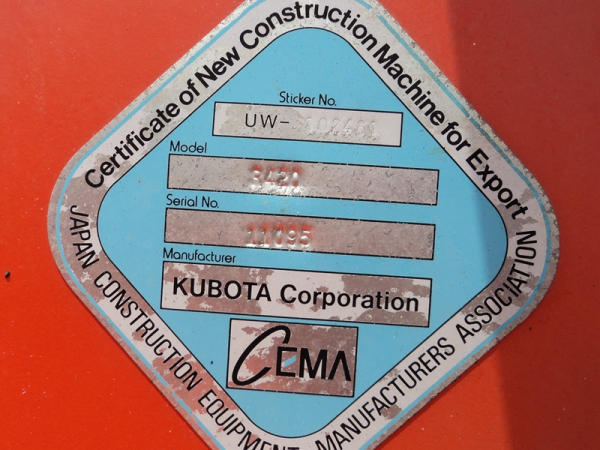 Certificate of New Construction Machine for Export
Sticker No.
UW-
Model
Serial No.
11095
Manufacturer
KUBOTA Corporation
CEMA
JAPAN CONSTRUCTION EQUIPMENT MANUFACTURERS ASSOCIATION